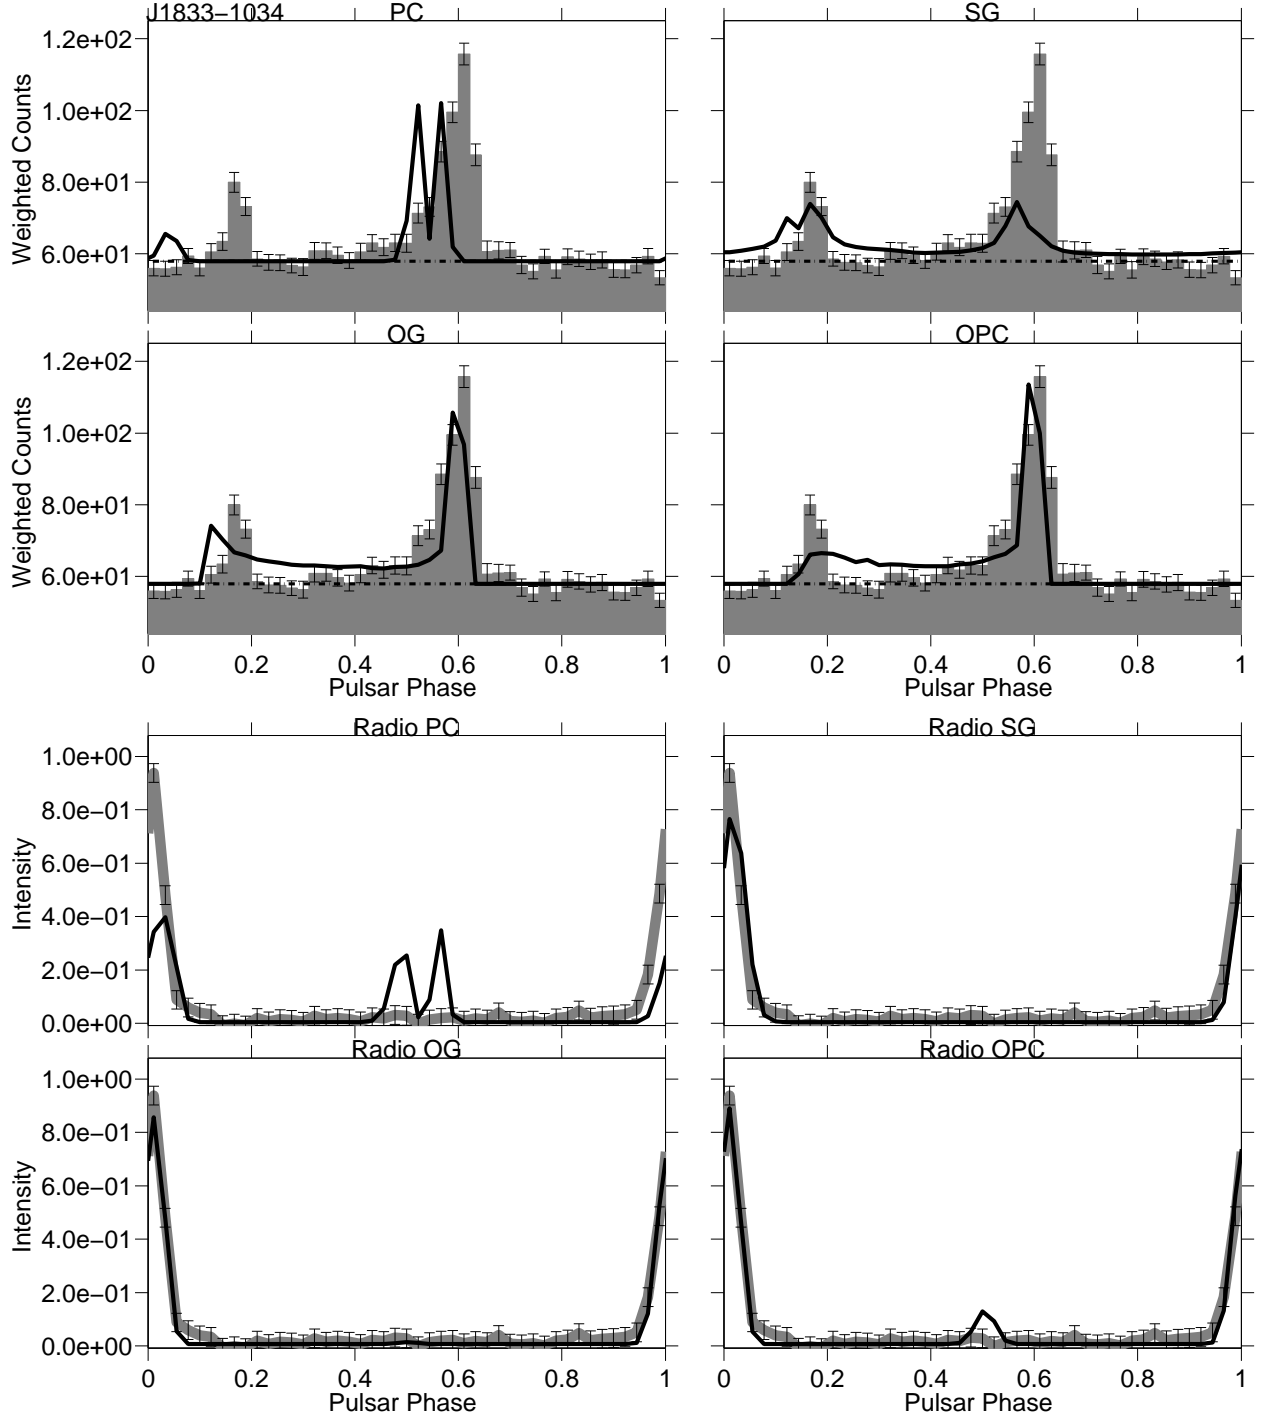 J1833−1034 PC SG
1.2e+02
1.0e+02
8.0e+01
6.0e+01
Weighted Counts
OG OPC
1.2e+02
1.0e+02
8.0e+01
6.0e+01
Weighted Counts
0 0.2 0.4 0.6 0.8 1 0 0.2 0.4 0.6 0.8 1
Pulsar Phase Pulsar Phase
Radio PC Radio SG
1.0e+00
8.0e−01
6.0e−01
4.0e−01
2.0e−01
0.0e+00
Intensity
Radio OG Radio OPC
1.0e+00
8.0e−01
6.0e−01
4.0e−01
2.0e−01
0.0e+00
Intensity
0 0.2 0.4 0.6 0.8 1 0 0.2 0.4 0.6 0.8 1
Pulsar Phase Pulsar Phase